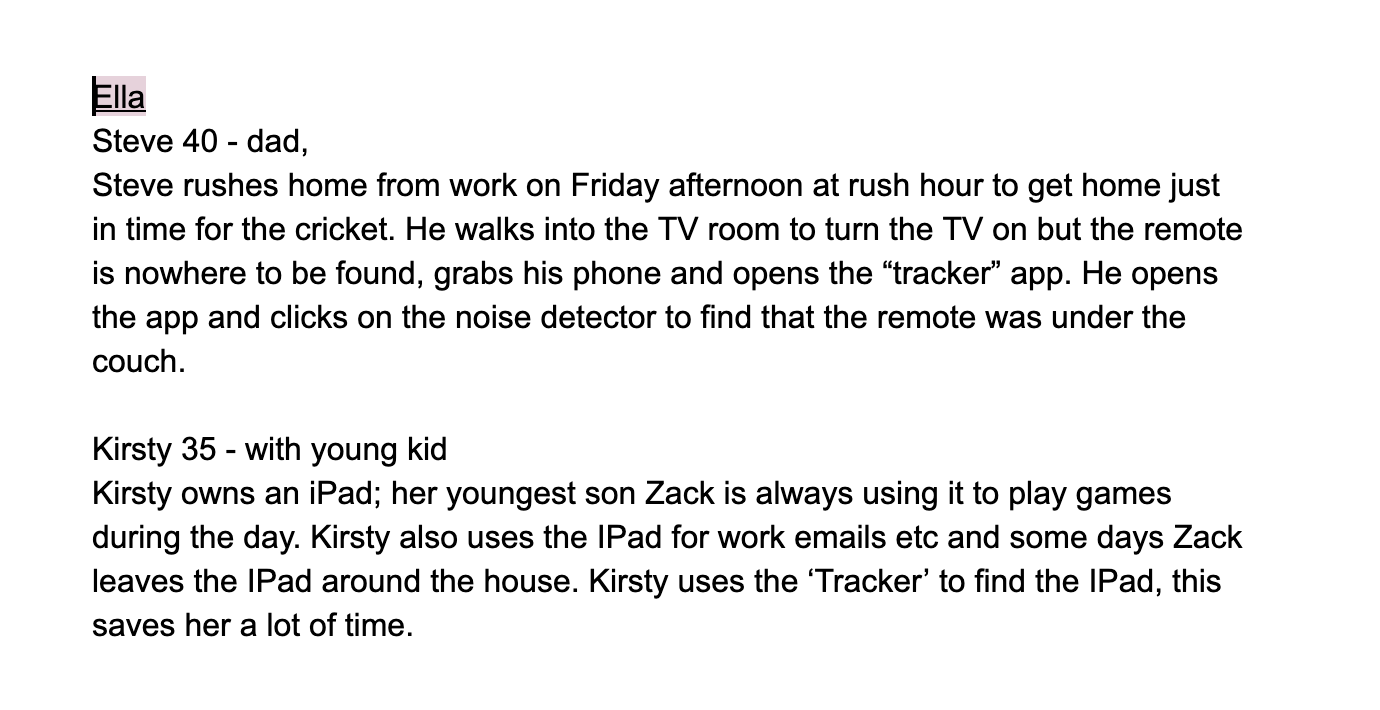 Ella
Steve 40 - dad,
Steve rushes home from work on Friday afternoon at rush hour to get home just
in time for the cricket. He walks into the TV room to turn the TV on but the remote
is nowhere to be found, grabs his phone and opens the “tracker” app. He opens
the app and clicks on the noise detector to find that the remote was under the
couch.
Kirsty 35 - with young kid
Kirsty owns an iPad; her youngest son Zack is always using it to play games
during the day. Kirsty also uses the IPad for work emails etc and some days Zack
leaves the IPad around the house. Kirsty uses the ‘Tracker’ to find the IPad, this
saves her a lot of time.